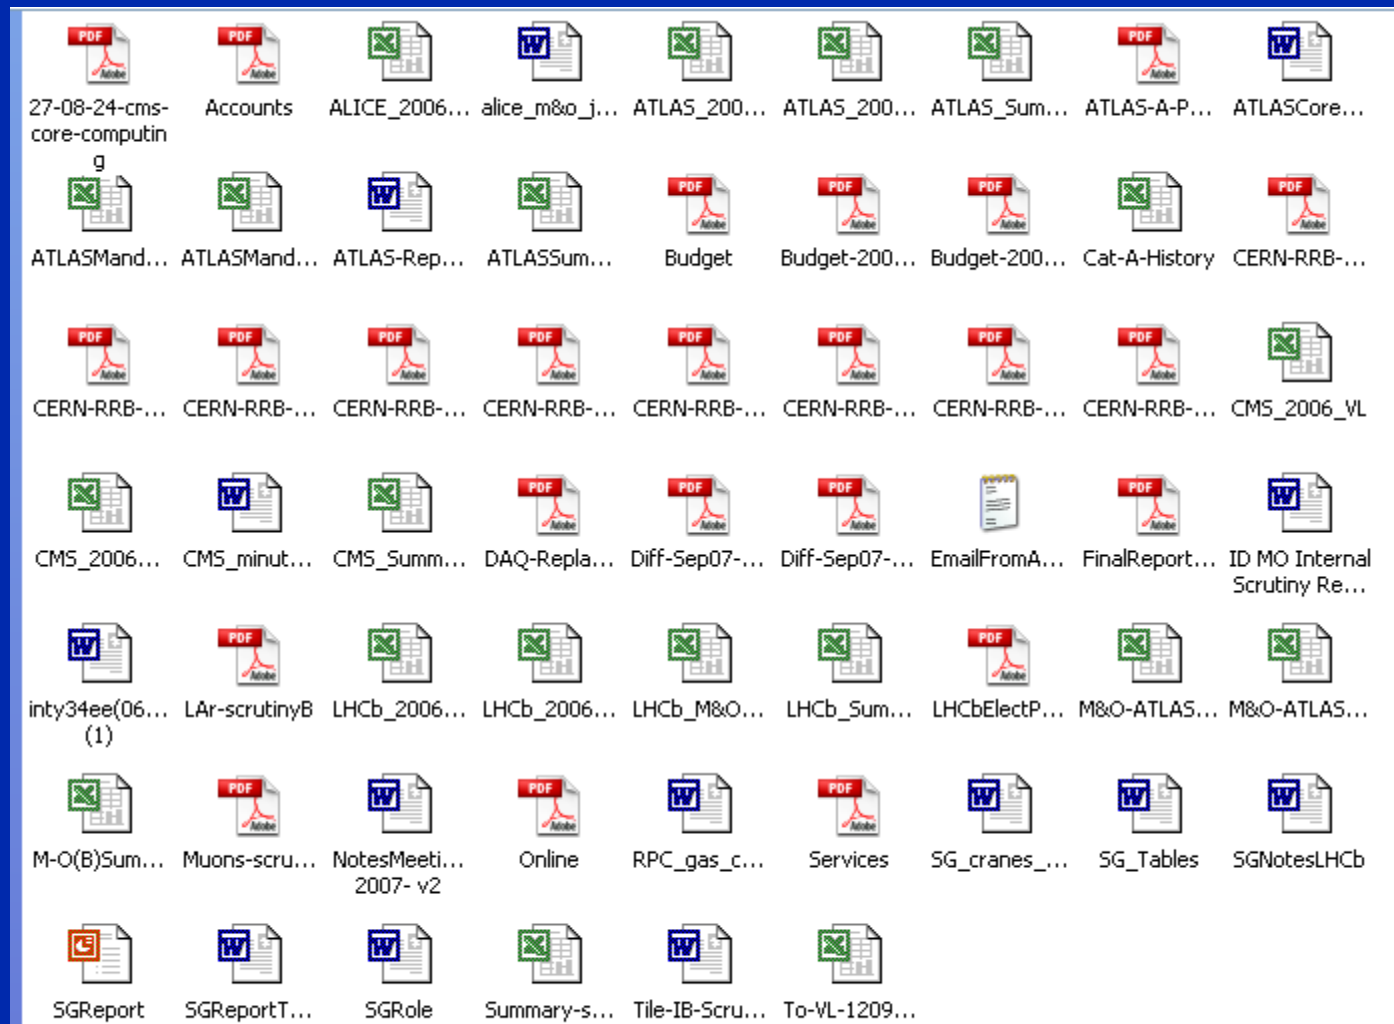 27-08-24-cms-core-computing
Accounts
ALICE_2006...
alice_m&o_j...
ATLAS_200...
ATLAS_200...
ATLAS_Sum...
ATLAS-A-P...
ATLASCore...
ATLASMand...
ATLASMand...
ATLAS-Rep...
ATLASSum...
Budget
Budget-200...
Budget-200...
Cat-A-History
CERN-RRB-...
CERN-RRB-...
CERN-RRB-...
CERN-RRB-...
CERN-RRB-...
CERN-RRB-...
CERN-RRB-...
CERN-RRB-...
CERN-RRB-...
CMS_2006_VL
CMS_2006...
CMS_minut...
CMS_Summ...
DAQ-Repla...
Diff-Sep07-...
Diff-Sep07-...
EmailFromA...
FinalReport...
ID MO Internal
Scrutiny Re...
inty34ee(06...
(1)
LAr-scrutinyB
LHCb_2006...
LHCb_2006...
LHCb_M&O...
LHCb_Sum...
LHCbElectP...
M&O-ATLAS...
M&O-ATLAS...
M-O(B)Sum...
Muons-scru...
NotesMeeti...
2007- v2
Online
RPC_gas_c...
Services
SG_cranes_...
SG_Tables
SGNotesLHCb
SGReport
SGReportT...
SGRole
Summary-s...
Tile-IB-Scru...
To-VL-1209...